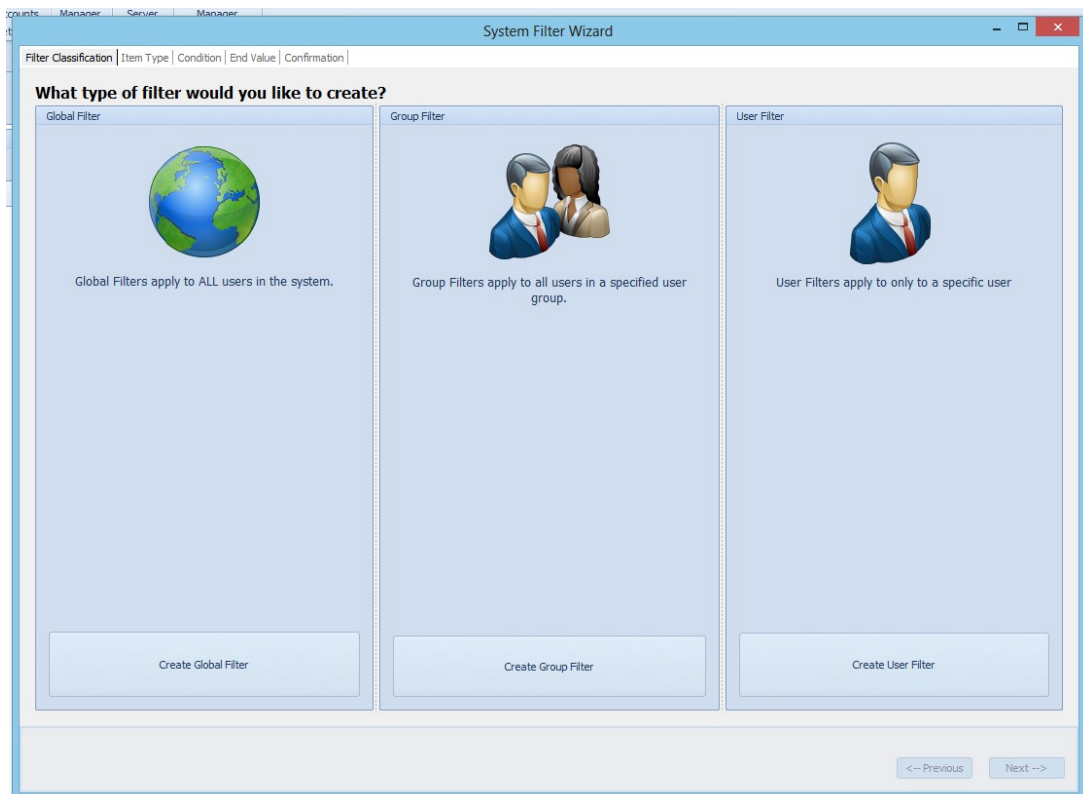 Manager Server Manager
System Filter Wizard
Filter Classification Item Type Condition End Value Confirmation
What type of filter would you like to create?
Global Filter
Global Filters apply to ALL users in the system.
Create Global Filter
Group Filter
Group Filters apply to all users in a specified user
group.
Create Group Filter
User Filter
User Filters apply to only to a specific user
Create User Filter
<-- Previous Next -->